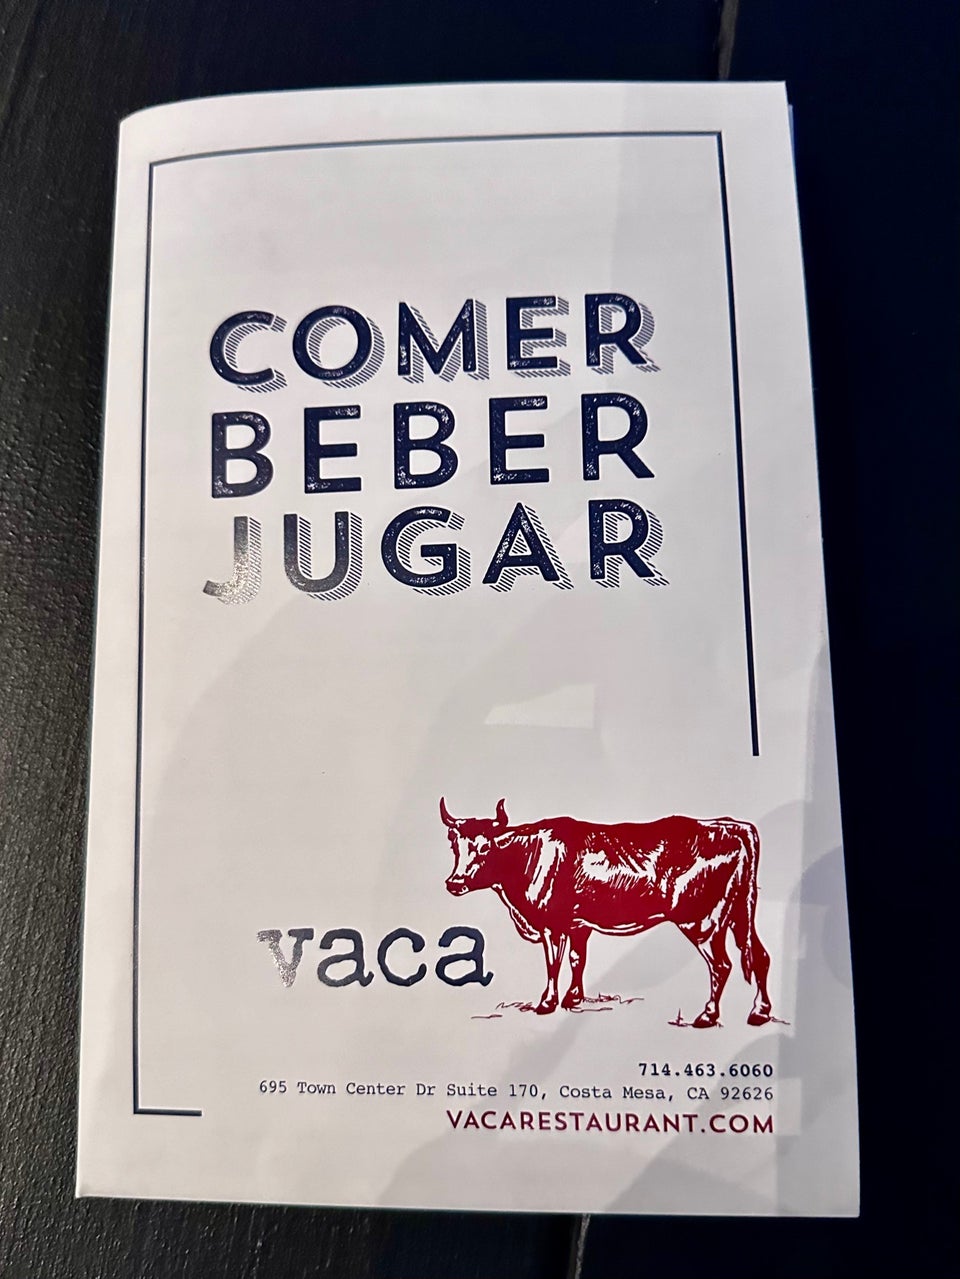 COMER
BEBER
JUGAR
vaca
714.463.6060
695 Town Center Dr Suite 170, Costa Mesa, CA 92626
VACARESTAURANT.COM